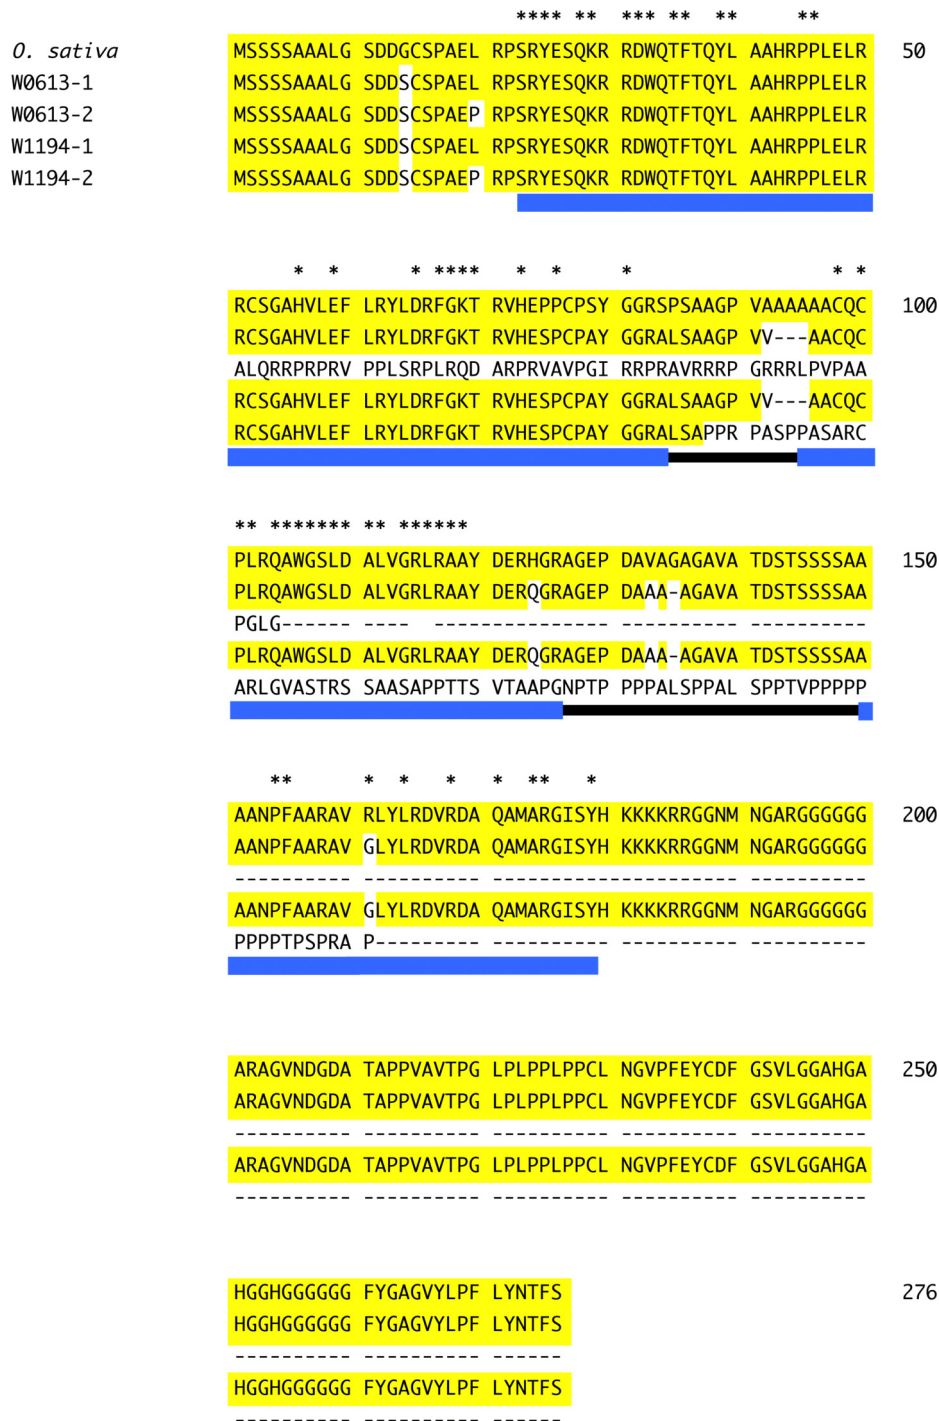 **** ** *** ** ** **
O. sativa MSSSSAAALG SDDGCSPAEL RPSRYESQKR RDWQTFTQYL AAHRPPLELR 50
W0613-1 MSSSSAAALG SDDSCSPAEL RPSRYESQKR RDWQTFTQYL AAHRPPLELR
W0613-2 MSSSSAAALG SDDSCSPAEP RPSRYESQKR RDWQTFTQYL AAHRPPLELR
W1194-1 MSSSSAAALG SDDSCSPAEL RPSRYESQKR RDWQTFTQYL AAHRPPLELR
W1194-2 MSSSSAAALG SDDSCSPAEP RPSRYESQKR RDWQTFTQYL AAHRPPLELR
* * * **** * * * * *
RCSGAHVLEF LRYLDRFGKT RVHEPPCPSY GGRSPSAAGP VAAAAAACQC 100
RCSGAHVLEF LRYLDRFGKT RVHESPCPAY GGRALSAAGP VV---AACQC
ALQRRPRPRV PPLSRPLRQD ARPRVAVPGI RRPRAVRRRP GRRRLPVPAA
RCSGAHVLEF LRYLDRFGKT RVHESPCPAY GGRALSAAGP VV---AACQC
RCSGAHVLEF LRYLDRFGKT RVHESPCPAY GGRALSAPPR PASPPASARC
** ******* ** ******
PLRQAWGSLD ALVGRLRAAY DERHGRAGEP DAVAGAGAVA TDSTSSSSAA 150
PLRQAWGSLD ALVGRLRAAY DERQGRAGEP DAAA-AGAVA TDSTSSSSAA
PGLG------ ---- ---------- ---------- ---------- ----------
PLRQAWGSLD ALVGRLRAAY DERQGRAGEP DAAA-AGAVA TDSTSSSSAA
ARLGVASTRS SAASAPPTTS VTAAPGNPTP PPPALSPPAL SPPTVPPPPP
** * * * * ** *
AANPFAARAV RLYLRDVRDA QAMARGISYH KKKKRRGGNM NGARGGGGGG 200
AANPFAARAV GLYLRDVRDA QAMARGISYH KKKKRRGGNM NGARGGGGGG
---------- ---------- ---------- ---------- ----------
AANPFAARAV GLYLRDVRDA QAMARGISYH KKKKRRGGNM NGARGGGGGG
PPPPTPSPRA P--------- ---------- ---------- ----------
ARAGVNDGDA TAPPVAVTPG LPLPPLPPCL NGVPFEYCDF GSVLGGAHGA 250
ARAGVNDGDA TAPPVAVTPG LPLPPLPPCL NGVPFEYCDF GSVLGGAHGA
---------- ---------- ---------- ---------- ----------
ARAGVNDGDA TAPPVAVTPG LPLPPLPPCL NGVPFEYCDF GSVLGGAHGA
---------- ---------- ---------- ---------- ----------
HGGHGGGGGG FYGAGVYLPF LYNTFS 276
HGGHGGGGGG FYGAGVYLPF LYNTFS
---------- ---------- ------
HGGHGGGGGG FYGAGVYLPF LYNTFS
---------- ---------- ------